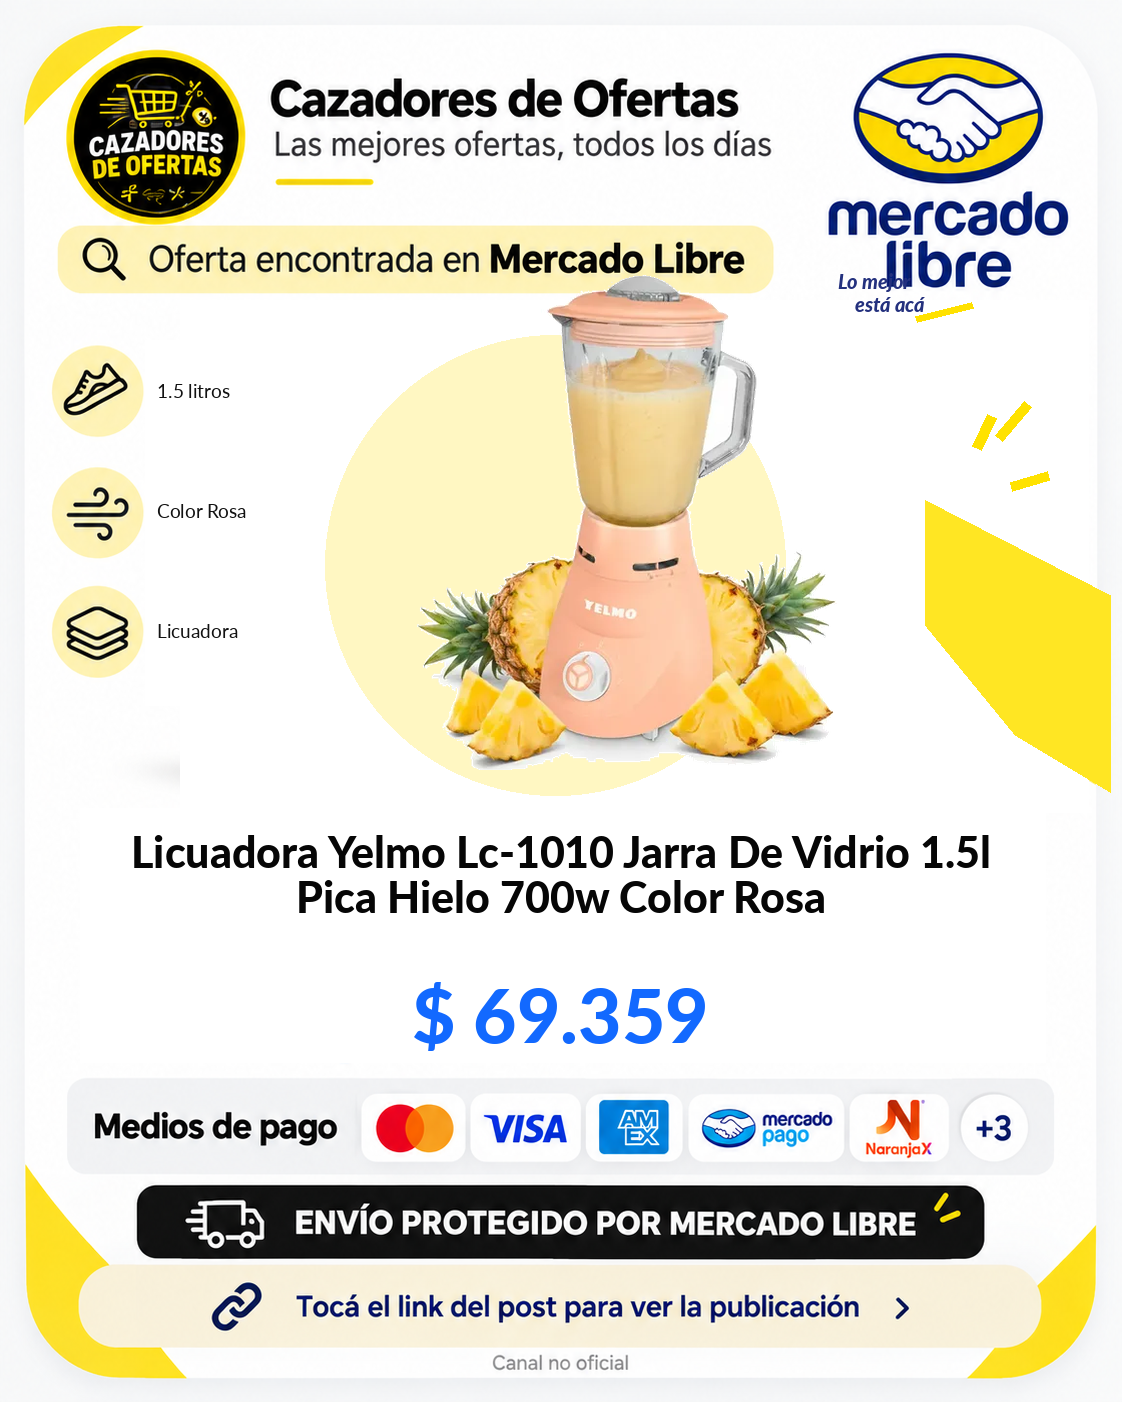 CAZADORES
DE OFERTAS
Cazadores de Ofertas
Las mejores ofertas, todos los días
mercado
libre
Lo mejor
está acá
Oferta encontrada en Mercado Libre
1.5 litros
Color Rosa
Licuadora
YELMO
Licuadora Yelmo Lc-1010 Jarra De Vidrio 1.5l
Pica Hielo 700w Color Rosa
$ 69.359
Medios de pago
VISA
AM
EX
mercado
pago
N
NaranjaX
+3
ENVÍO PROTEGIDO POR MERCADO LIBRE
Tocá el link del post para ver la publicación
Canal no oficial